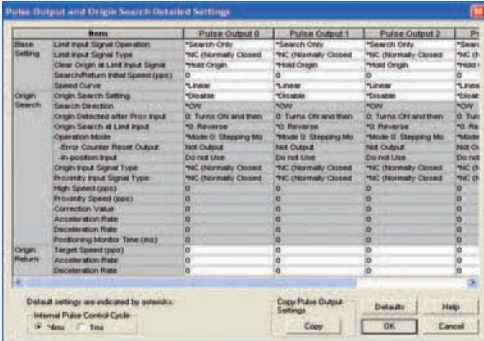 Pulse Output and Origin Search Detailed Settings
Item Pulse Output 0 Pulse Output 1 Pulse Output 2
Base Setting Limit Input Signal Operation *Search Only *Search Only *Search Only
Limit Input Signal Type *NC (Normally Closed *NC (Normally Closed *NC (Normally Closed
Clear Origin at Limit Input Signal *Hold Origin *Hold Origin *Hold Origin
Search/Return Initial Speed (pps) 0 0 0
Speed Curve *Linear *Linear *Linear
Origin Search Origin Search Setting *Disable *Disable *Disable
Search Direction *CW *CW *CW
Origin Detected after Prox Input 0: Turns ON and then 0: Turns ON and then 0: Turns ON and then
Origin Search at Limit Input *0: Reverse *0: Reverse *0: Reverse
Operation Mode *Mode 0: Stepping Mo *Mode 0: Stepping Mo *Mode 0: Stepping Mo
-Error Counter Reset Output Not Output Not Output Not Output
-In-position Input Do not Use Do not Use Do not Use
Origin Input Signal Type *NC (Normally Closed *NC (Normally Closed *NC (Normally Closed
Proximity Input Signal Type *NC (Normally Closed *NC (Normally Closed *NC (Normally Closed
High Speed (pps) 0 0 0
Proximity Speed (pps) 0 0 0
Correction Value 0 0 0
Acceleration Rate 0 0 0
Deceleration Rate 0 0 0
Positioning Monitor Time (ms) 0 0 0
Origin Return Target Speed (pps) 0 0 0
Acceleration Rate 0 0 0
Deceleration Rate 0 0 0
Default settings are indicated by asterisks.
Internal Pulse Control Cycle
*4ms 1ms
Copy Pulse Output Settings
Copy
Defaults Help
OK Cancel